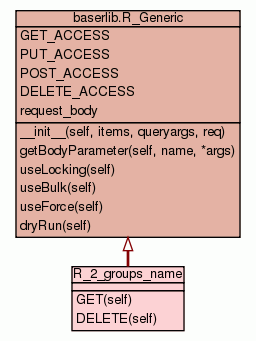 baserlib.R_Generic
GET_ACCESS
PUT_ACCESS
POST_ACCESS
DELETE_ACCESS
request_body
__init__(self, items, queryargs, req)
getBodyParameter(self, name, *args)
useLocking(self)
useBulk(self)
useForce(self)
dryRun(self)
R_2_groups_name
GET(self)
DELETE(self)